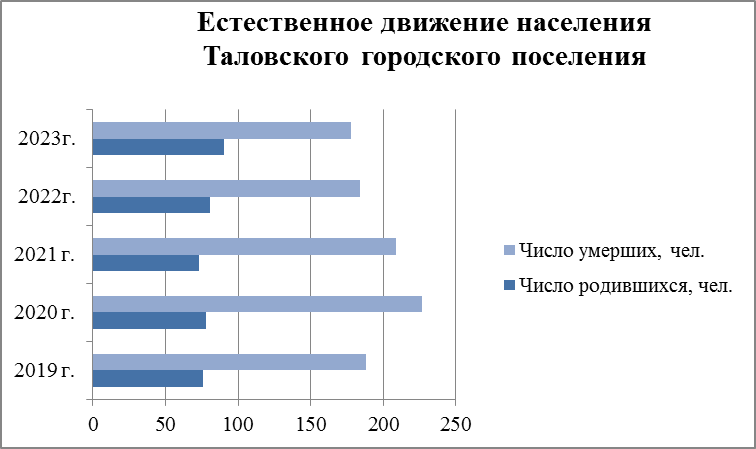 Естественное движение населения
Таловского городского поселения
2023г.
2022г.
2021 г.
2020 г.
2019 г.
0 50 100 150 200 250
Число умерших, чел.
Число родившихся, чел.